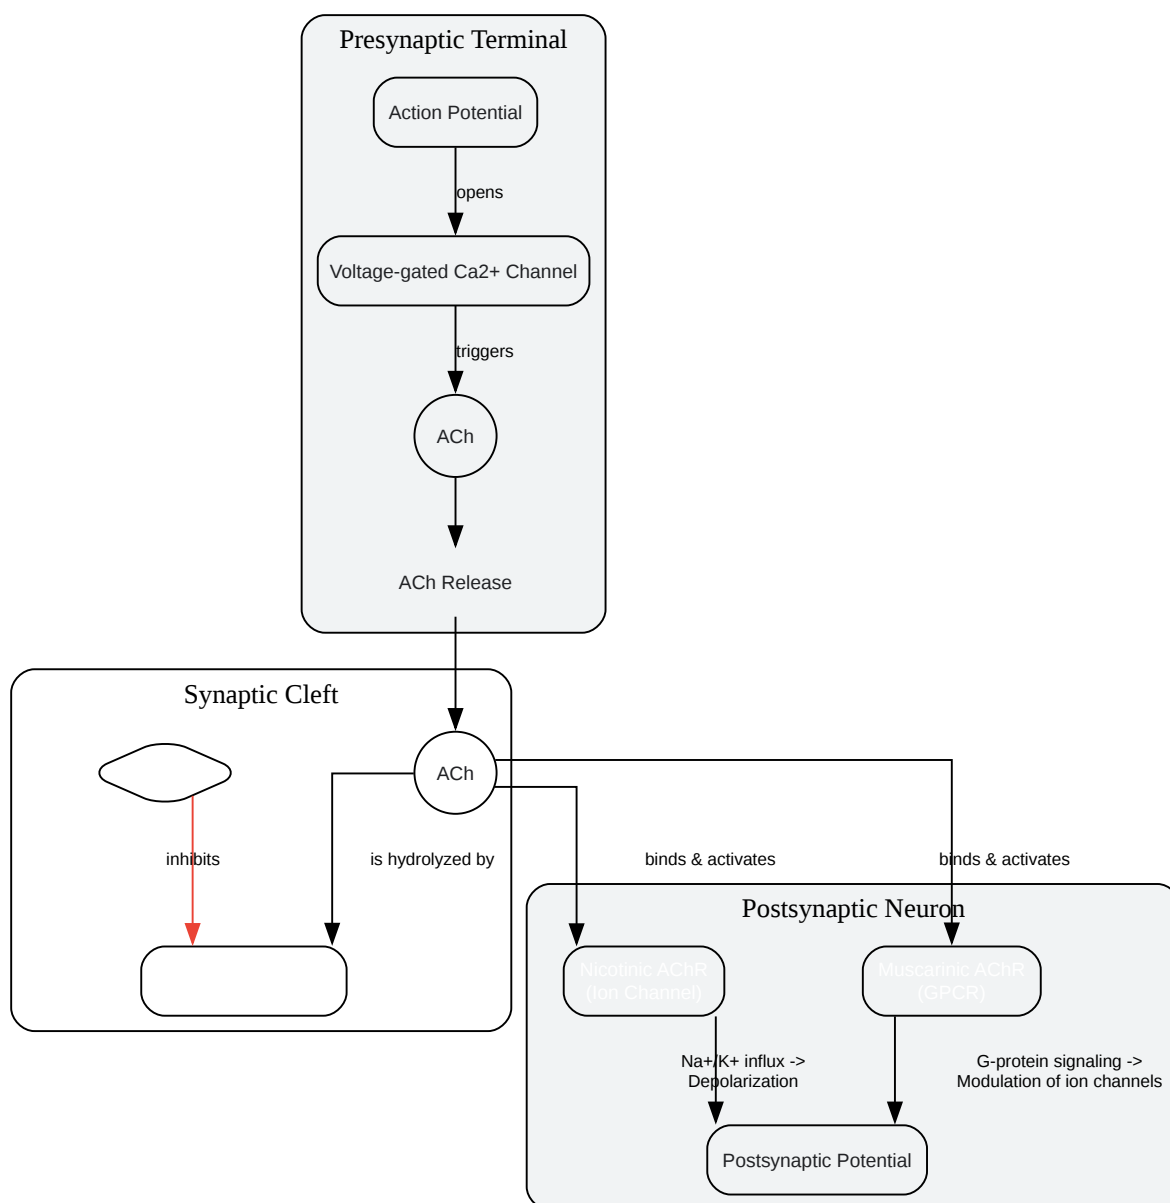 Presynaptic Terminal
Action Potential
opens
Voltage-gated Ca2+ Channel
triggers
ACh
ACh Release
Synaptic Cleft
ACh
inhibits
is hydrolyzed by
binds & activates
binds & activates
Postsynaptic Neuron
Nicotinic AChR
(Ion Channel)
Muscarinic AChR
(GPCR)
Na+/K+ influx ->
Depolarization
G-protein signaling ->
Modulation of ion channels
Postsynaptic Potential